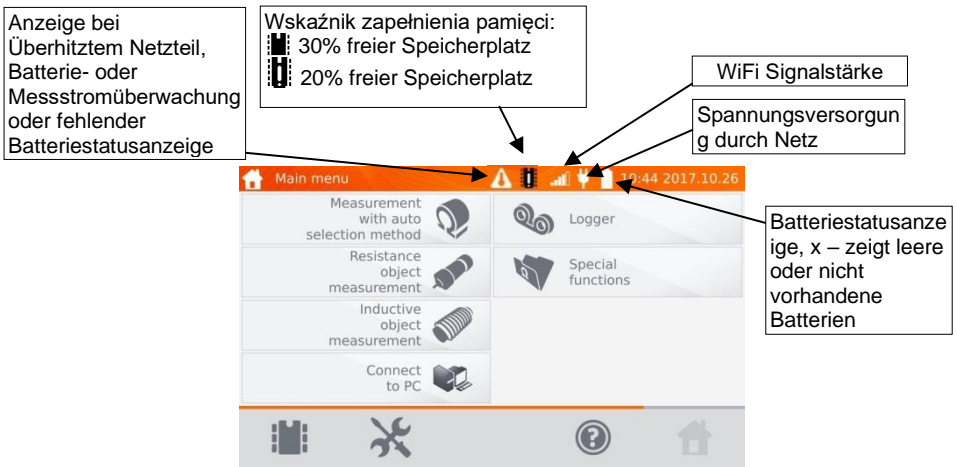 Anzeige bei
Überhitztem Netzteil,
Batterie- oder
Messstromüberwachung
oder fehlender
Batteriestatusanzeige
Wskaźnik zapełnienia pamięci:
30% freier Speicherplatz
20% freier Speicherplatz
WiFi Signalstärke
Spannungsversorgun
g durch Netz
Batteriestatusanze
ige, x – zeigt leere
oder nicht
vorhandene
Batterien
Main menu
10:44 2017.10.26
Measurement
with auto
selection method
Logger
Resistance
object
measurement
Special
functions
Inductive
object
measurement
Connect
to PC